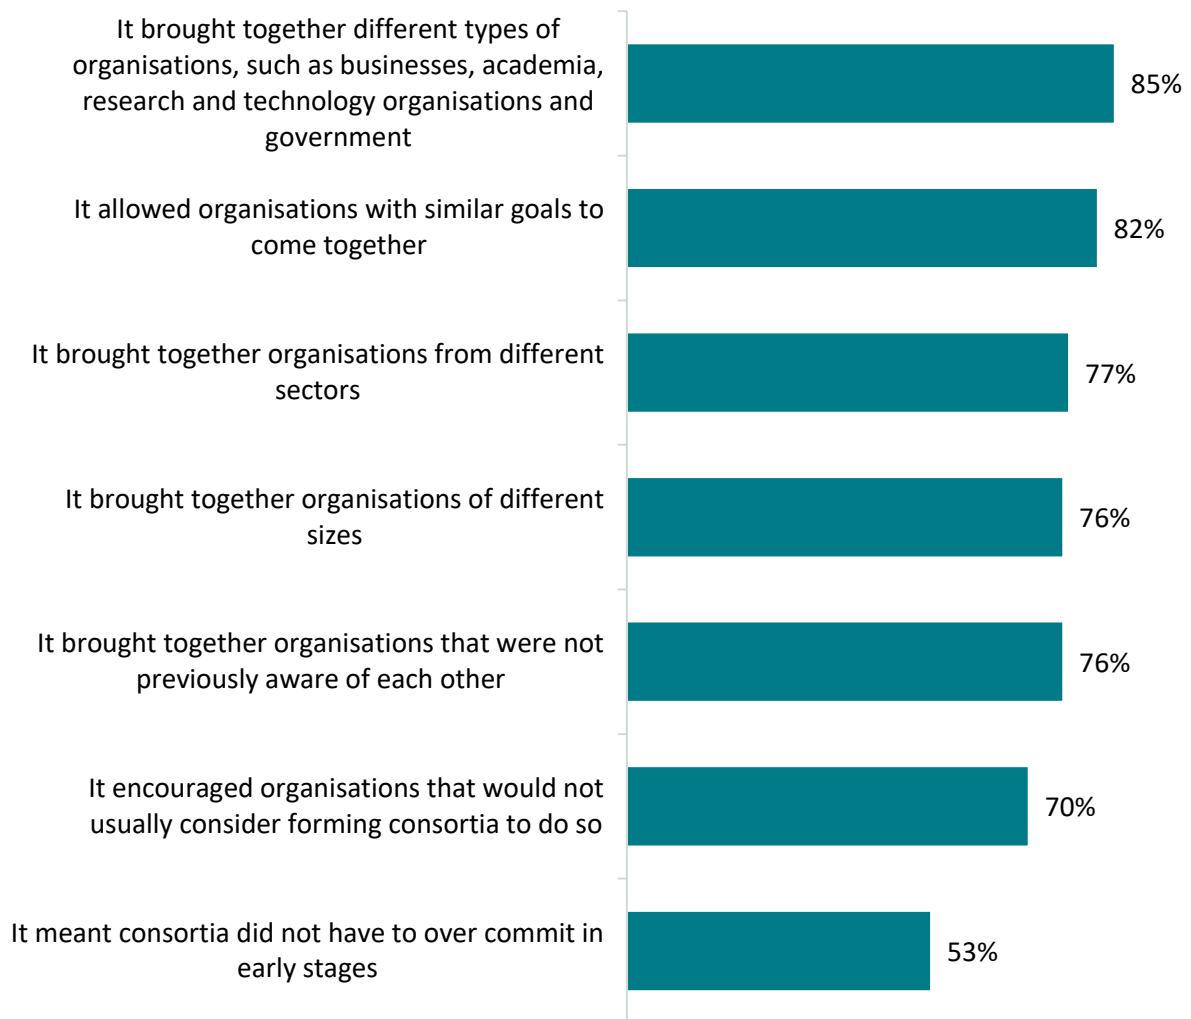 It brought together different types of
organisations, such as businesses, academia,
research and technology organisations and
government
85%
It allowed organisations with similar goals to
come together
82%
It brought together organisations from different
sectors
77%
It brought together organisations of different
sizes
76%
It brought together organisations that were not
previously aware of each other
76%
It encouraged organisations that would not
usually consider forming consortia to do so
70%
It meant consortia did not have to over commit in
early stages
53%